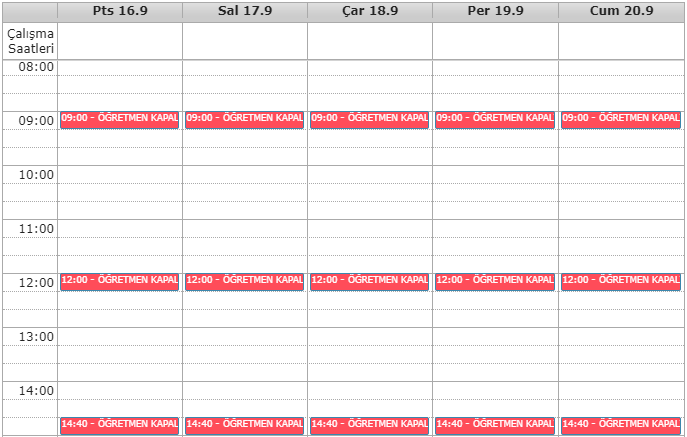 Pts 16.9 Sal 17.9 Çar 18.9 Per 19.9 Cum 20.9
Çalışma
Saatleri
08:00
09:00 09:00 - ÖĞRETMEN KAPAL 09:00 - ÖĞRETMEN KAPAL 09:00 - ÖĞRETMEN KAPAL 09:00 - ÖĞRETMEN KAPAL 09:00 - ÖĞRETMEN KAPAL
10:00
11:00
12:00 12:00 - ÖĞRETMEN KAPAL 12:00 - ÖĞRETMEN KAPAL 12:00 - ÖĞRETMEN KAPAL 12:00 - ÖĞRETMEN KAPAL 12:00 - ÖĞRETMEN KAPAL
13:00
14:00
14:40 - ÖĞRETMEN KAPAL 14:40 - ÖĞRETMEN KAPAL 14:40 - ÖĞRETMEN KAPAL 14:40 - ÖĞRETMEN KAPAL 14:40 - ÖĞRETMEN KAPAL